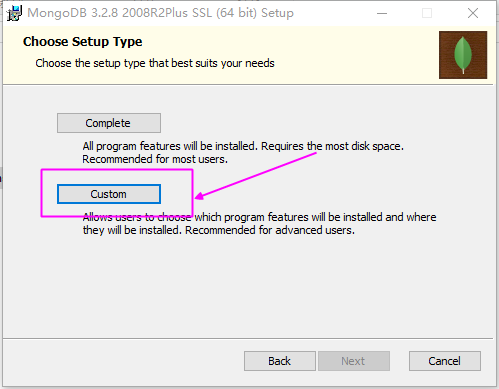 MongoDB 3.2.8 2008R2Plus SSL (64 bit) Setup
Choose Setup Type
Choose the setup type that best suits your needs
Complete
All program features will be installed. Requires the most disk space.
Recommended for most users.
Custom
Allows users to choose which program features will be installed and where
they will be installed. Recommended for advanced users.
Back
Next
Cancel